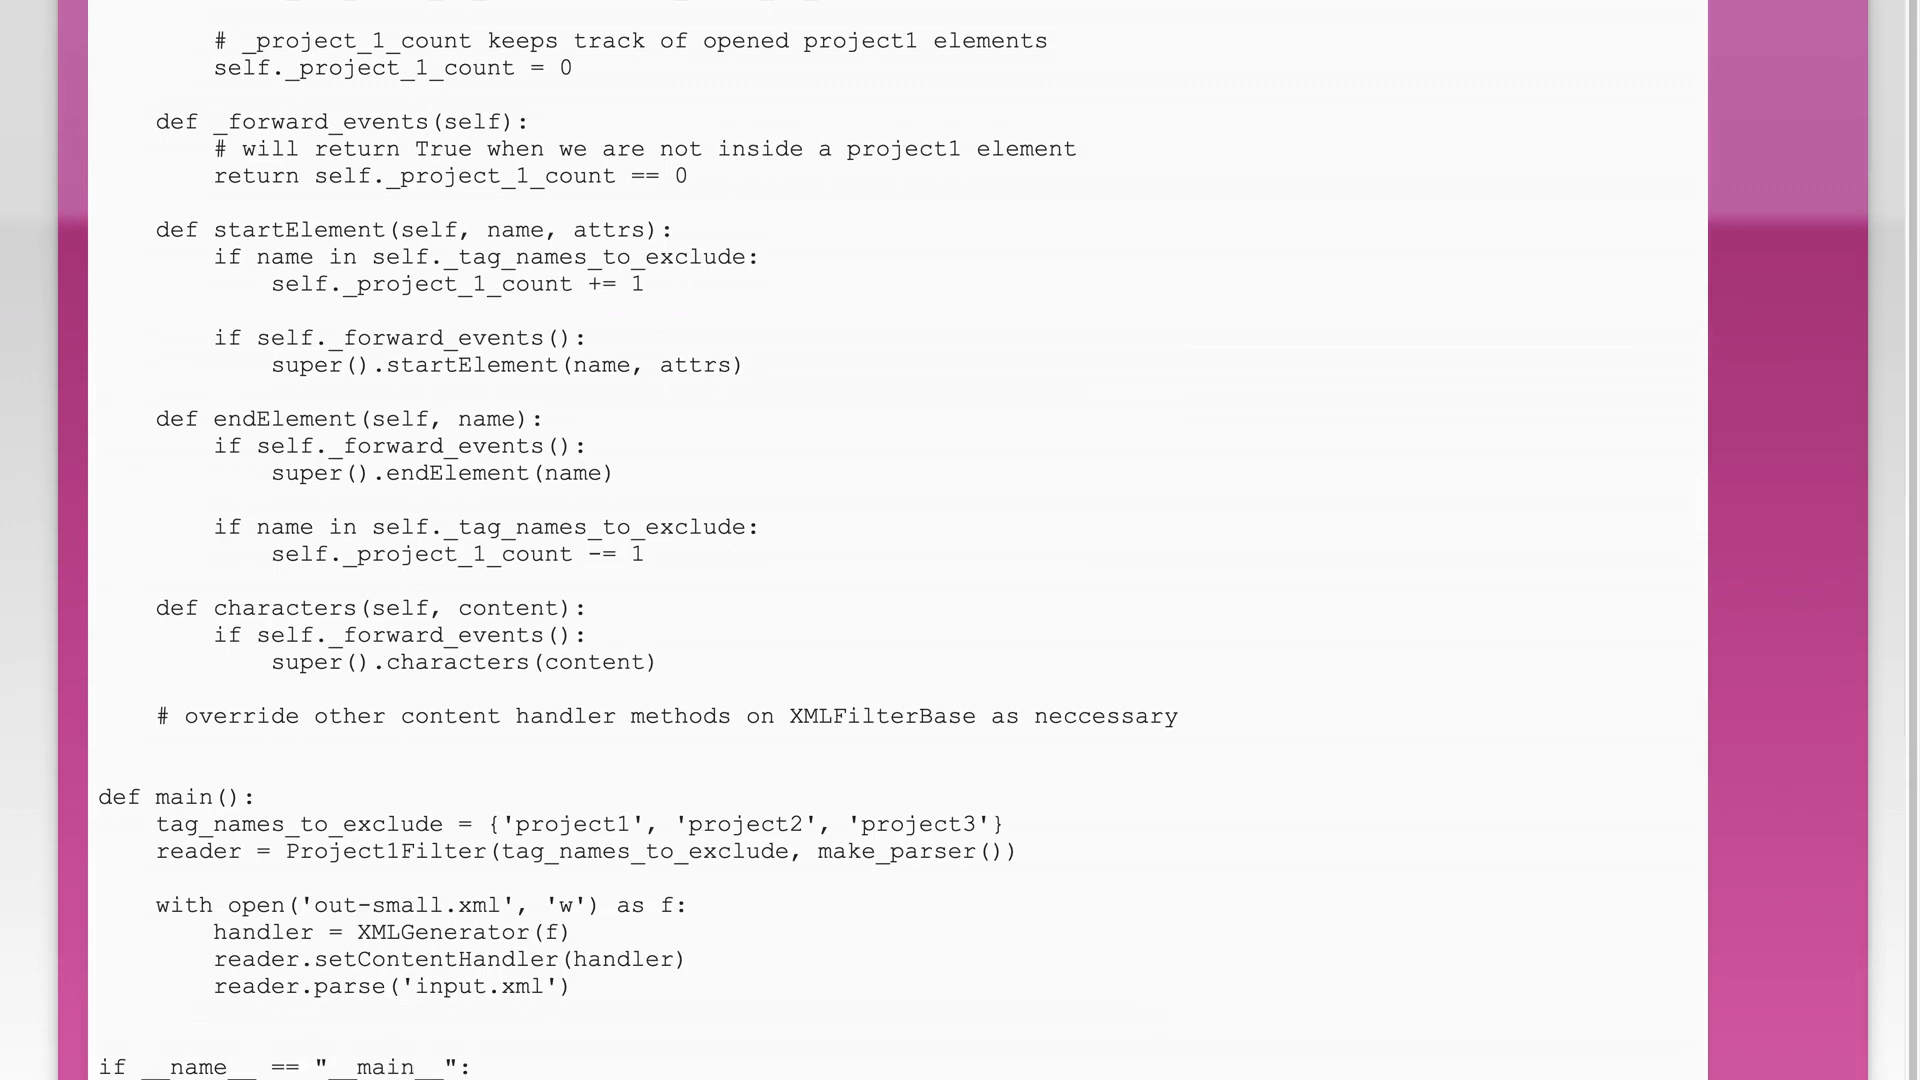 # _project_1_count keeps track of opened project1 elements
self._project_1_count = 0
def _forward_events(self):
# will return True when we are not inside a project1 element
return self._project_1_count == 0
def startElement(self, name, attrs):
if name in self._tag_names_to_exclude:
self._project_1_count += 1
if self._forward_events():
super().startElement(name, attrs)
def endElement(self, name):
if self._forward_events():
super().endElement(name)
if name in self._tag_names_to_exclude:
self._project_1_count -= 1
def characters(self, content):
if self._forward_events():
super().characters(content)
# override other content handler methods on XMLFilterBase as neccessary
def main():
tag_names_to_exclude = {'project1', 'project2', 'project3'}
reader = Project1Filter(tag_names_to_exclude, make_parser())
with open('out-small.xml', 'w') as f:
handler = XMLGenerator(f)
reader.setContentHandler(handler)
reader.parse('input.xml')
if __name__ == "__main__":